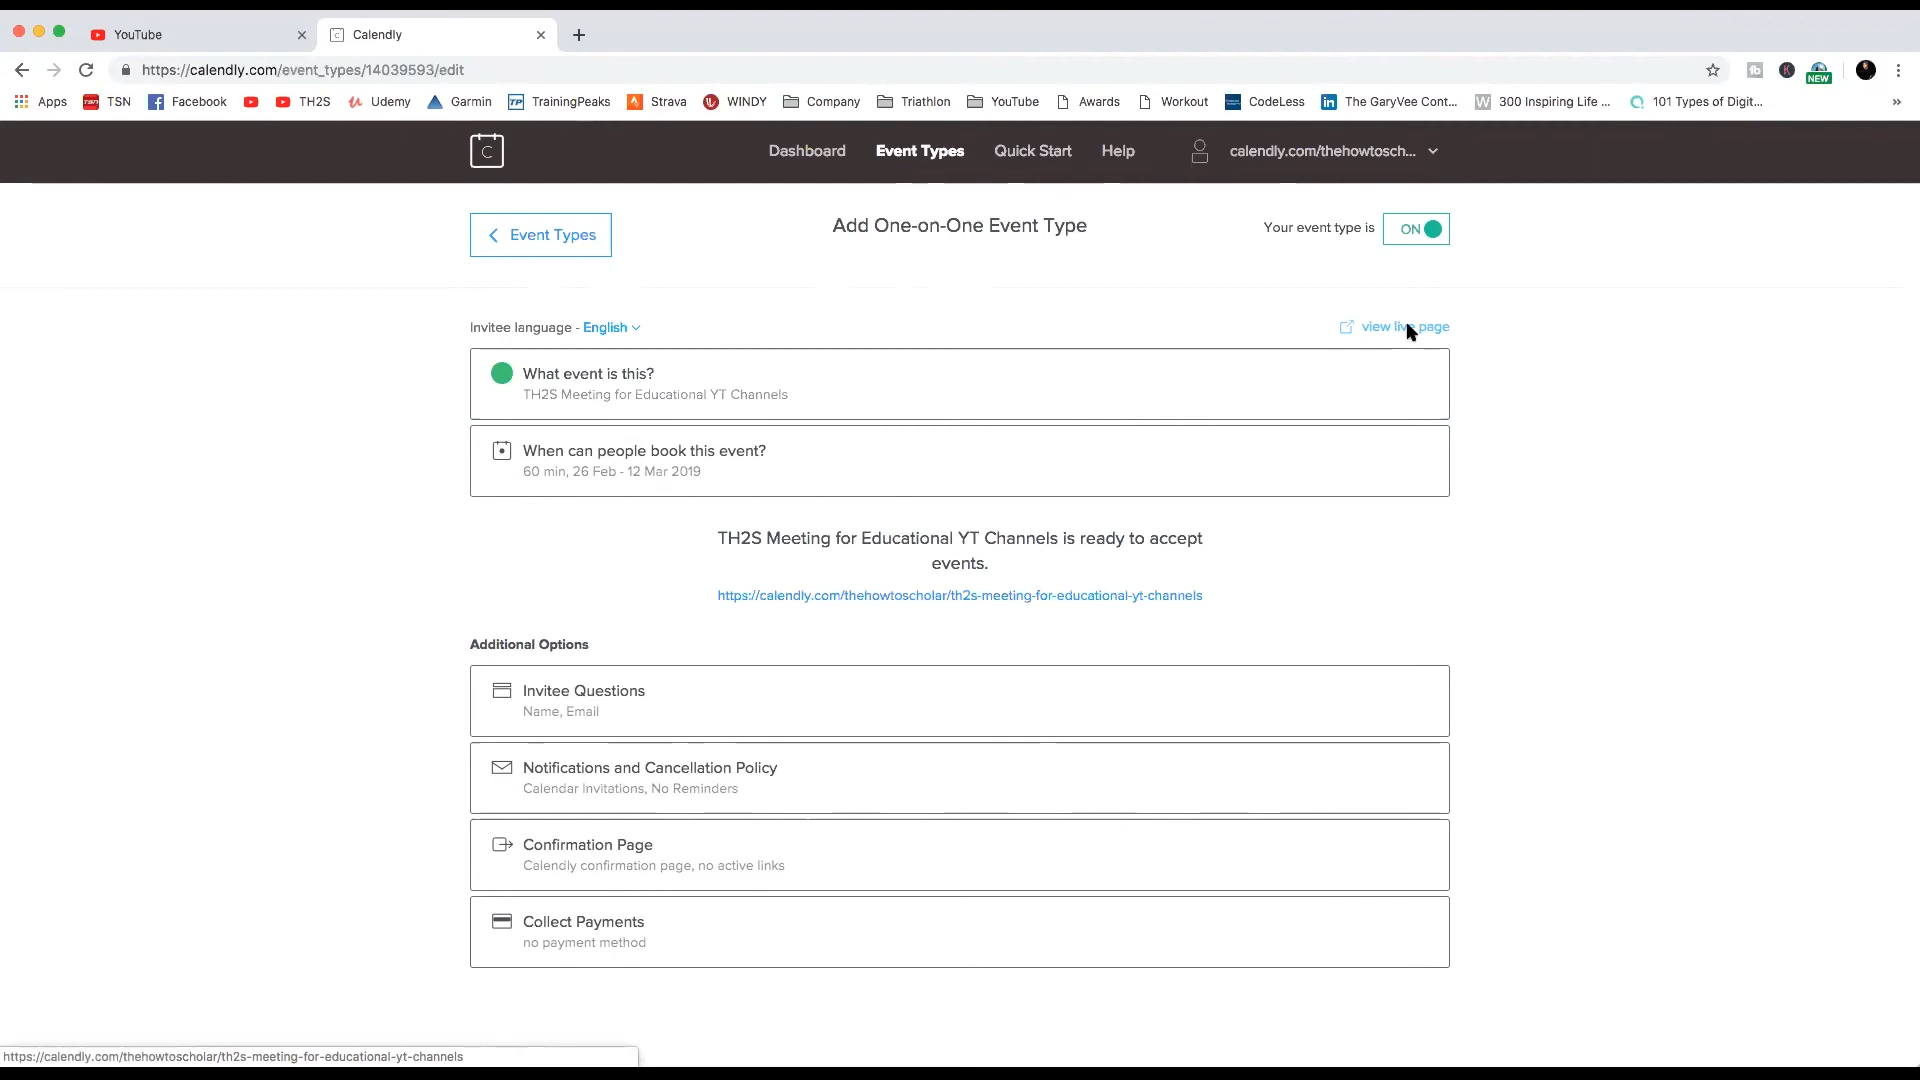 YouTube
Calendly
https://calendly.com/event_types/14039593/edit
NEW
Apps
TSN
Facebook
TH2S
Udemy
Garmin
TrainingPeaks
Strava
WINDY
Company
Triathlon
YouTube
Awards
Workout
CodeLess
The GaryVee Cont...
300 Inspiring Life ...
101 Types of Digit...
»
C
Dashboard
Event Types
Quick Start
Help
calendly.com/thehowtosch...
Event Types
Add One-on-One Event Type
Your event type is
ON
Invitee language - English
view live page
What event is this?
TH2S Meeting for Educational YT Channels
When can people book this event?
60 min, 26 Feb - 12 Mar 2019
TH2S Meeting for Educational YT Channels is ready to accept
events.
https://calendly.com/thehowtoscholar/th2s-meeting-for-educational-yt-channels
Additional Options
Invitee Questions
Name, Email
Notifications and Cancellation Policy
Calendar Invitations, No Reminders
Confirmation Page
Calendly confirmation page, no active links
Collect Payments
no payment method
https://calendly.com/thehowtoscholar/th2s-meeting-for-educational-yt-channels